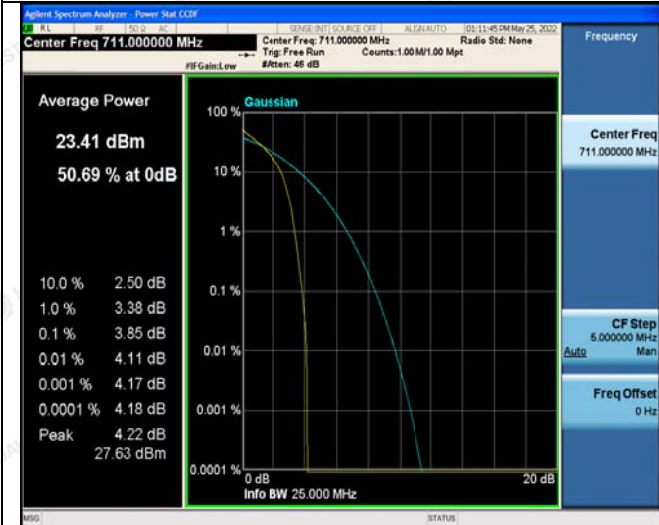 Agilent Spectrum Analyzer - Power Stat CCDF
RL RF 50 Ω AC SENSE:INT SOURCE OFF ALIGN AUTO 01:11:45 PM May 25, 2022
Center Freq 711.000000 MHz
Center Freq: 711.000000 MHz
Radio Std: None
Trig: Free Run
Counts:1.00 M/1.00 Mpt
#IFGain:Low
#Atten: 46 dB
Frequency
Average Power
23.41 dBm
50.69 % at 0dB
10.0 % 2.50 dB
1.0 % 3.38 dB
0.1 % 3.85 dB
0.01 % 4.11 dB
0.001 % 4.17 dB
0.0001 % 4.18 dB
Peak 4.22 dB
27.63 dBm
Gaussian
100 %
10 %
1 %
0.1 %
0.01 %
0.001 %
0.0001 %
0 dB
20 dB
Info BW 25.000 MHz
Center Freq
711.000000 MHz
CF Step
5.000000 MHz
Auto Man
Freq Offset
0 Hz
MSG
STATUS